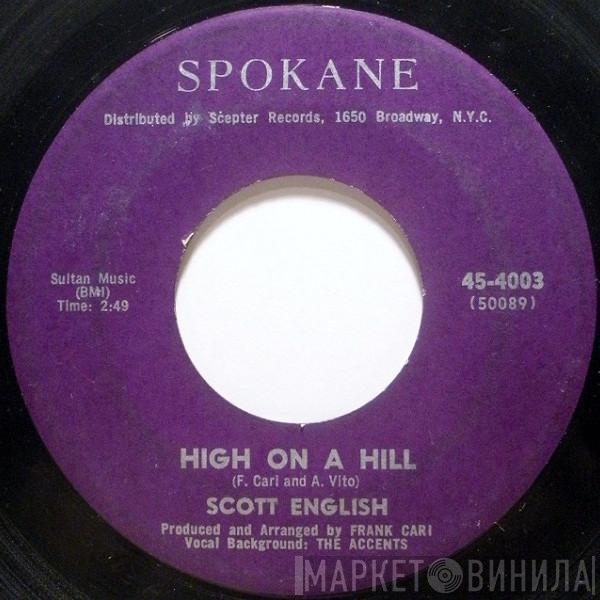 SPOKANE
Distributed by Scepter Records, 1650 Broadway, N.Y.C.
Sultan Music
(BMI)
Time: 2:49
45-4003
(50089)
HIGH ON A HILL
(F. Cari and A. Vito)
SCOTT ENGLISH
Produced and Arranged by FRANK CARI
Vocal Background: THE ACCENTS
МАРКЕТ ВИНИЛА